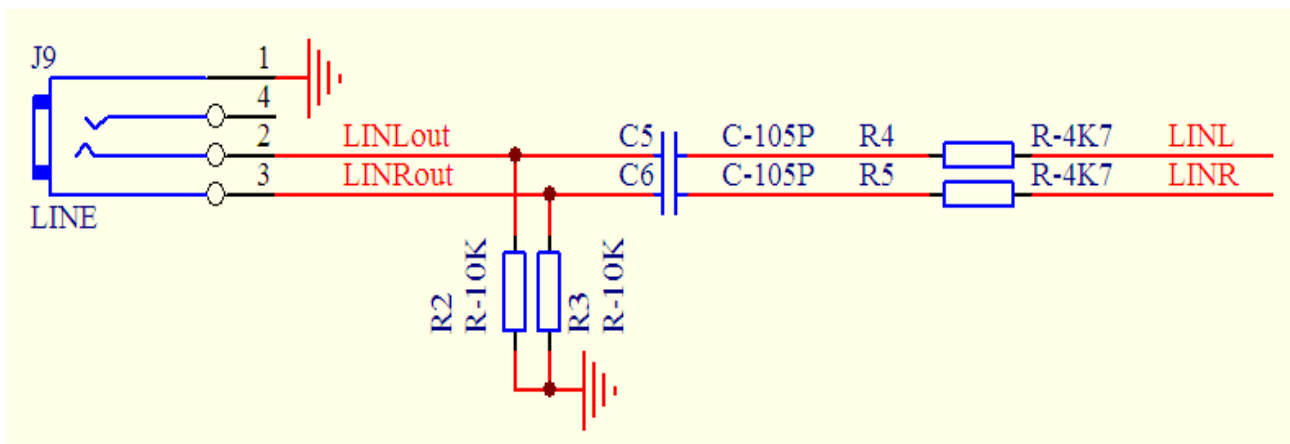 J9 1
4
2 LINLout C5 C-105P R4 R-4K7 LINL
3 LINRout C6 C-105P R5 R-4K7 LINR
LINE
R2 R-10K R3 R-10K